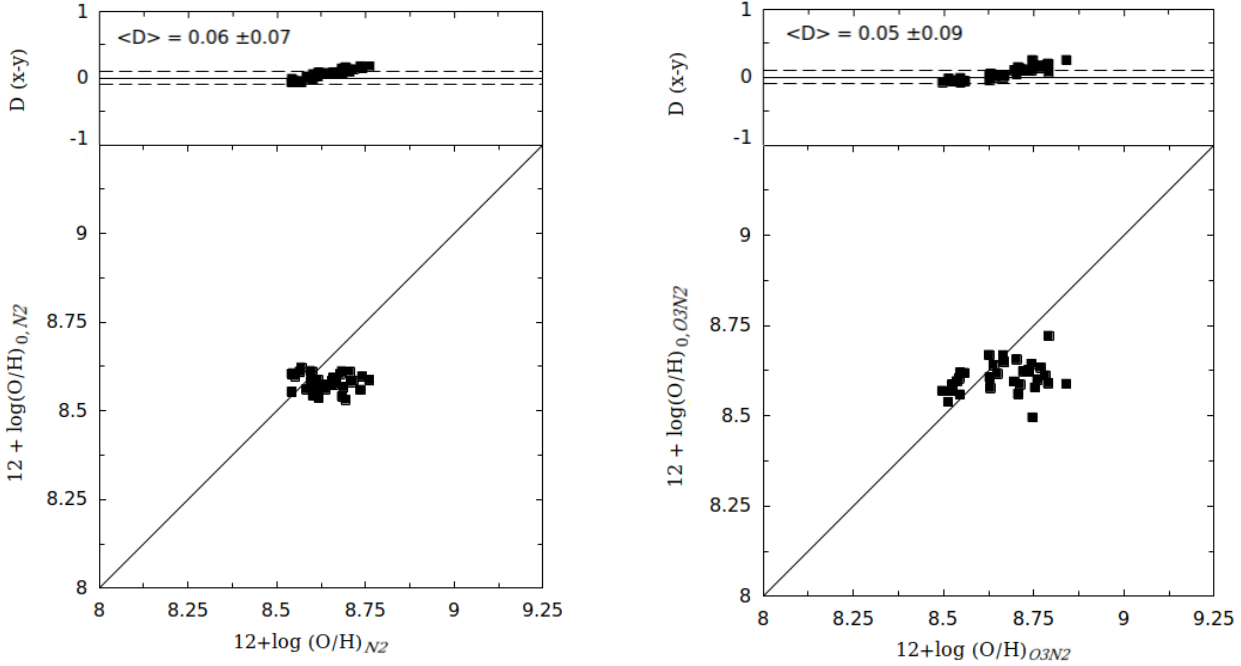 1
0
-1
D (x-y)
<D> = 0.06 ±0.07
9
8.75
8.5
8.25
8
12 + log(O/H)0, N2
8 8.25 8.5 8.75 9 9.25
12+log (O/H)N2
1
0
-1
D (x-y)
<D> = 0.05 ±0.09
9
8.75
8.5
8.25
8
12 + log(O/H)0, O3N2
8 8.25 8.5 8.75 9 9.25
12+log (O/H)O3N2